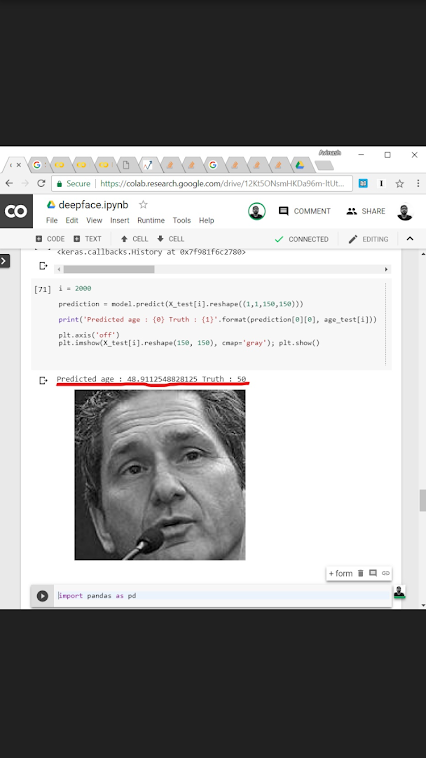 Avinash
Secure | https://colab.research.google.com/drive/12Kt5ONsmHKDa96m-ItUt...
CO
deepface.ipynb
COMMENT
SHARE
File Edit View Insert Runtime Tools Help
CODE TEXT CELL CELL
CONNECTED
EDITING
<keras.callbacks.History at 0x7f981f6c2780>
[71] i = 2000
prediction = model.predict(X_test[i].reshape((1,1,150,150)))
print('Predicted age : {0} Truth : {1}'.format(prediction[0][0], age_test[i]))
plt.axis('off')
plt.imshow(X_test[i].reshape(150, 150), cmap='gray'); plt.show()
Predicted age : 48.9112548828125 Truth : 50
+ form
import pandas as pd